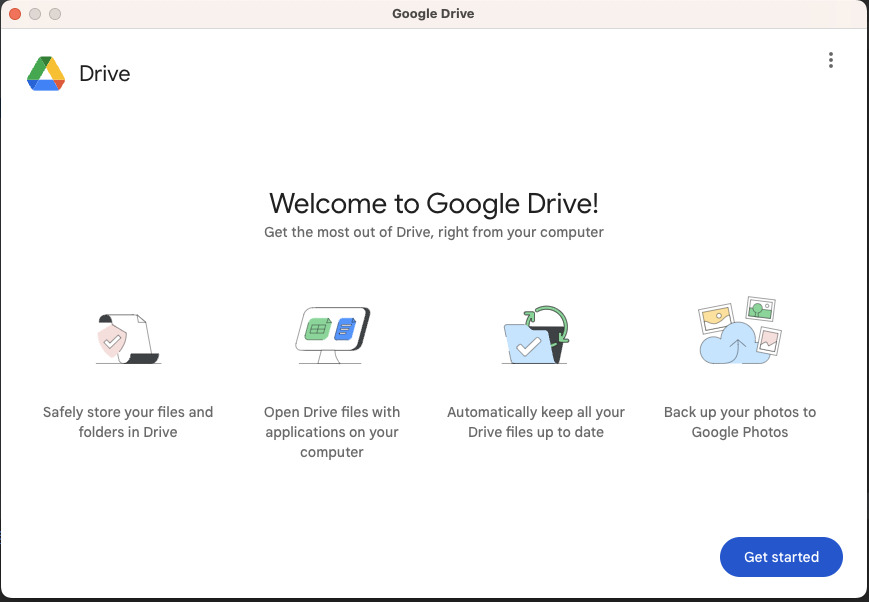 Google Drive
Drive
Welcome to Google Drive!
Get the most out of Drive, right from your computer
Safely store your files and
folders in Drive
Open Drive files with
applications on your
computer
Automatically keep all your
Drive files up to date
Back up your photos to
Google Photos
Get started